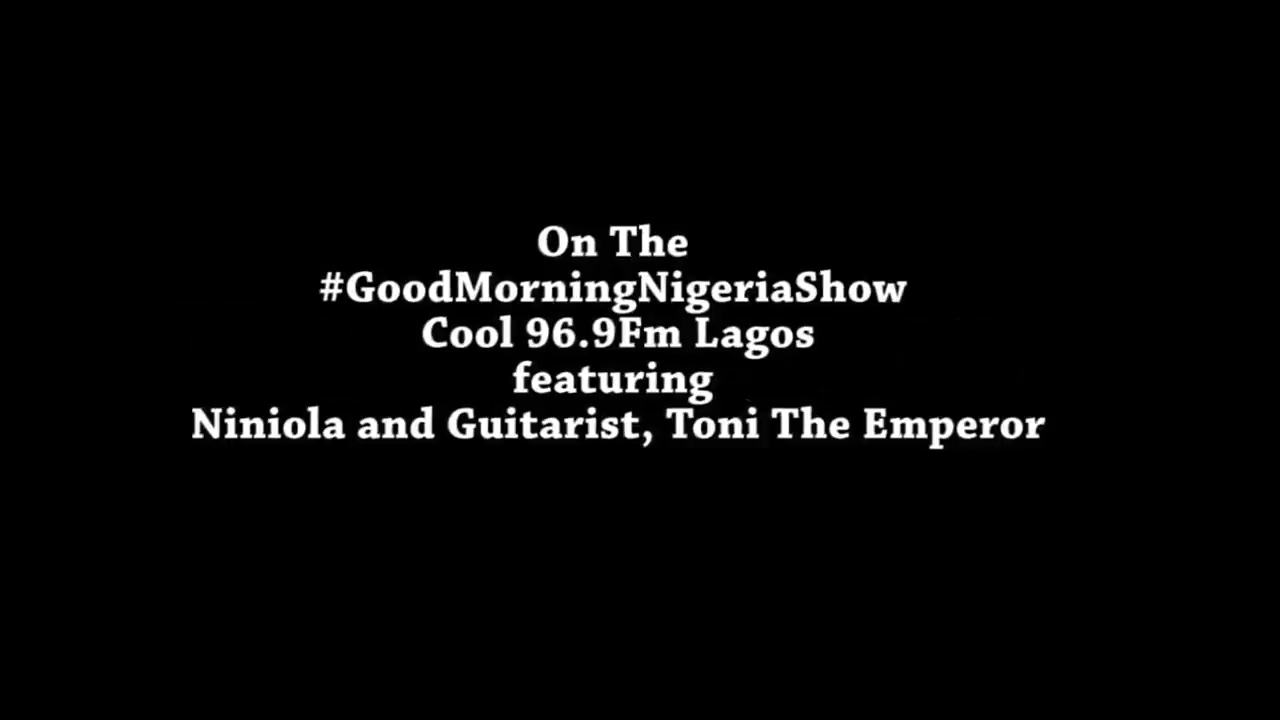 On The
#GoodMorningNigeriaShow
Cool 96.9Fm Lagos
featuring
Niniola and Guitarist, Toni The Emperor